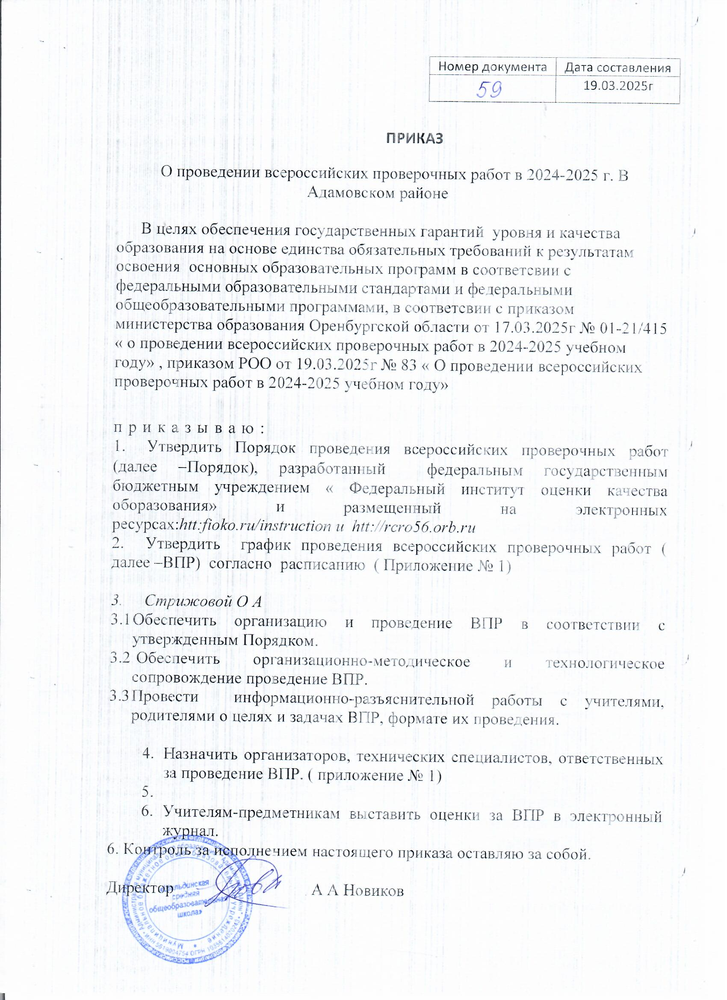 Номер документа Дата составления
59 19.03.2025г
ПРИКАЗ
О проведении всероссийских проверочных работ в 2024-2025 г. В
Адамовском районе
В целях обеспечения государственных гарантий уровня и качества
образования на основе единства обязательных требований к результатам
освоения основных образовательных программ в соответсвии с
федеральными образовательными стандартами и федеральными
общеобразовательными программами, в соответсвии с приказом
министерства образования Оренбургской области от 17.03.2025г № 01-21/415
« о проведении всероссийских проверочных работ в 2024-2025 учебном
году» , приказом РОО от 19.03.2025г № 83 « О проведении всероссийских
проверочных работ в 2024-2025 учебном году»
п р и к а з ы в а ю :
1. Утвердить Порядок проведения всероссийских проверочных работ
(далее –Порядок), разработанный федеральным государственным
бюджетным учреждением « Федеральный институт оценки качества
оборазования» и размещенный на электронных
ресурсах:htt:fioko.ru/instruction и htt://rcro56.orb.ru
2. Утвердить график проведения всероссийских проверочных работ (
далее –ВПР) согласно расписанию ( Приложение № 1)
3. Стрижовой О А
3.1 Обеспечить организацию и проведение ВПР в соответствии с
утвержденным Порядком.
3.2 Обеспечить организационно-методическое и технологическое
сопровождение проведение ВПР.
3.3 Провести информационно-разъяснительной работы с учителями,
родителями о целях и задачах ВПР, формате их проведения.
4. Назначить организаторов, технических специалистов, ответственных
за проведение ВПР. ( приложение № 1)
5.
6. Учителям-предметникам выставить оценки за ВПР в электронный
журнал.
6. Контроль за исполнением настоящего приказа оставляю за собой.
Директор А А Новиков
средняя
общеобразовательная
школа»
Муниципальное бюджетное общеобразовательное учреждение
ИНН 5619004754 ОГРН 1035614020243